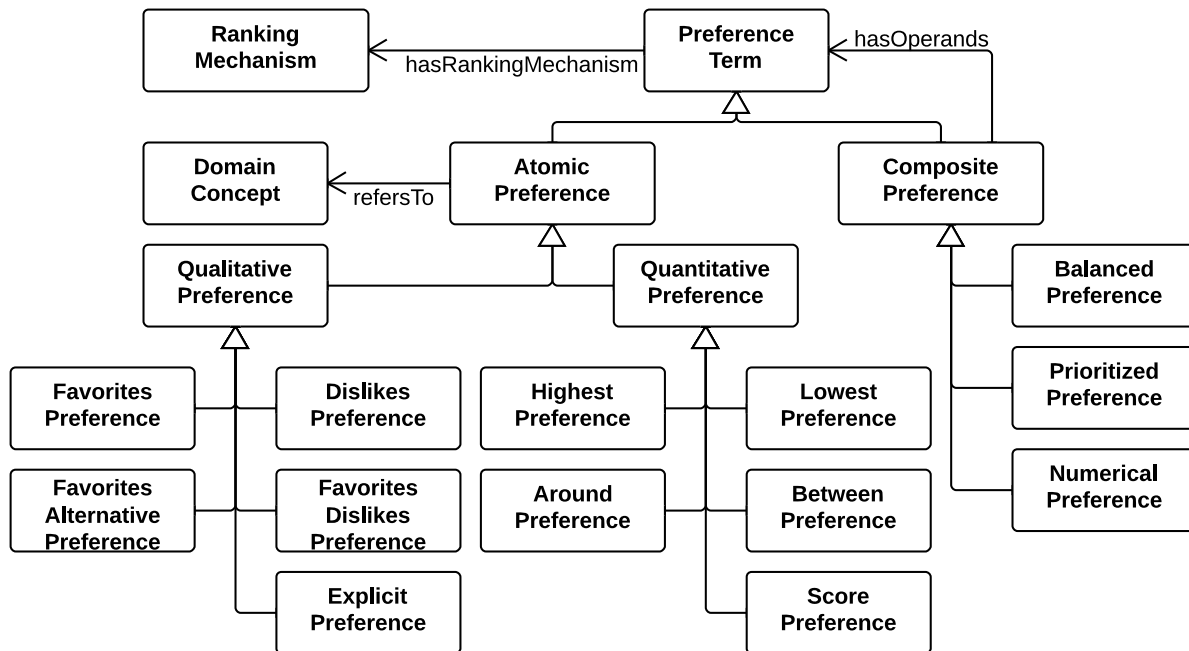 Ranking
Mechanism
hasRankingMechanism
Preference
Term
hasOperands
Domain
Concept
refersTo
Atomic
Preference
Composite
Preference
Qualitative
Preference
Quantitative
Preference
Balanced
Preference
Favorites
Preference
Dislikes
Preference
Highest
Preference
Lowest
Preference
Prioritized
Preference
Favorites
Alternative
Preference
Favorites
Dislikes
Preference
Around
Preference
Between
Preference
Numerical
Preference
Explicit
Preference
Score
Preference